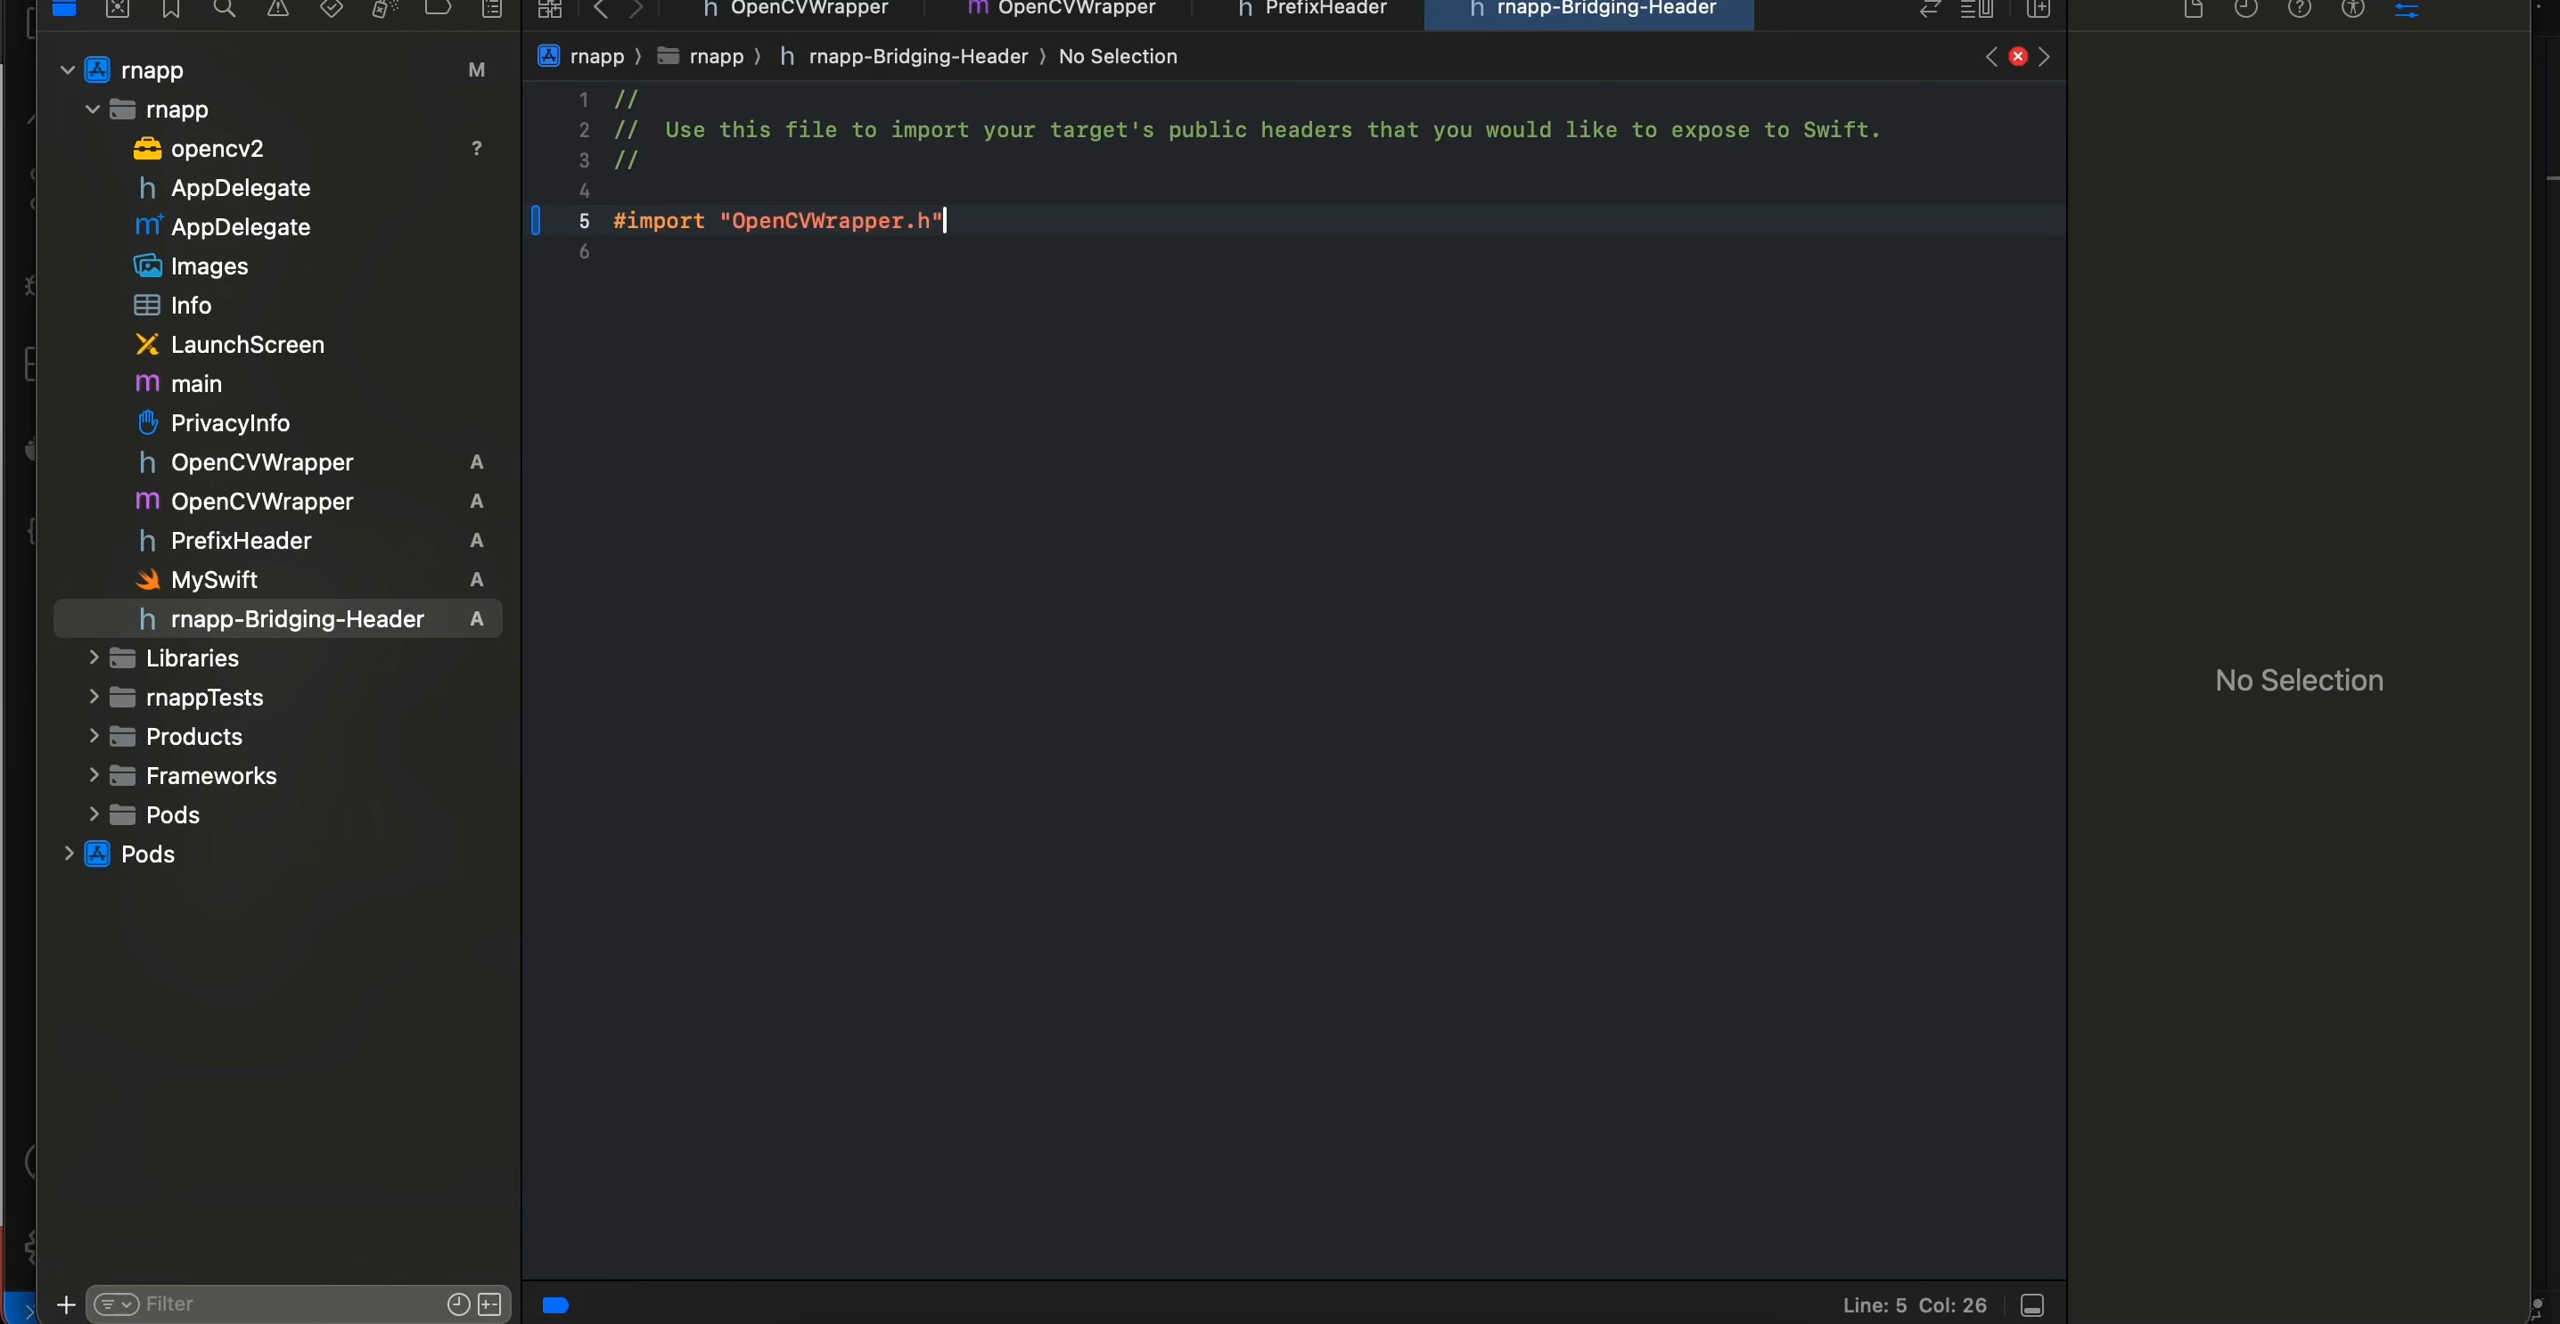 OpenCVWrapper
OpenCVWrapper
PrefixHeader
rnapp-Bridging-Header
rnapp
M
rnapp
rnapp
rnapp-Bridging-Header
No Selection
rnapp
opencv2
?
AppDelegate
AppDelegate
Images
Info
LaunchScreen
main
PrivacyInfo
OpenCVWrapper
A
OpenCVWrapper
A
PrefixHeader
A
MySwift
A
rnapp-Bridging-Header
A
Libraries
rnappTests
Products
Frameworks
Pods
Pods
1 //
2 // Use this file to import your target's public headers that you would like to expose to Swift.
3 //
4
5 #import "OpenCVWrapper.h"
6
No Selection
Filter
Line: 5 Col: 26